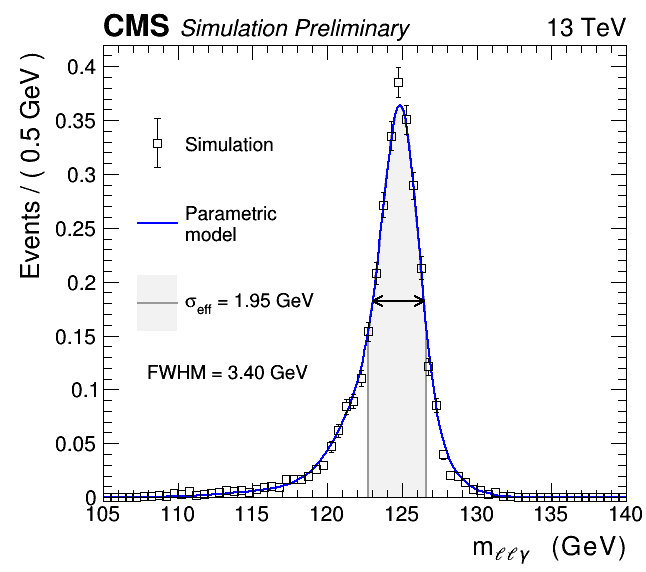 CMS Simulation Preliminary 13 TeV
Events / ( 0.5 GeV )
0.4
0.35
0.3
0.25
0.2
0.15
0.1
0.05
0
Simulation
Parametric
model
σeff = 1.95 GeV
FWHM = 3.40 GeV
105 110 115 120 125 130 135 140
mℓℓγ (GeV)